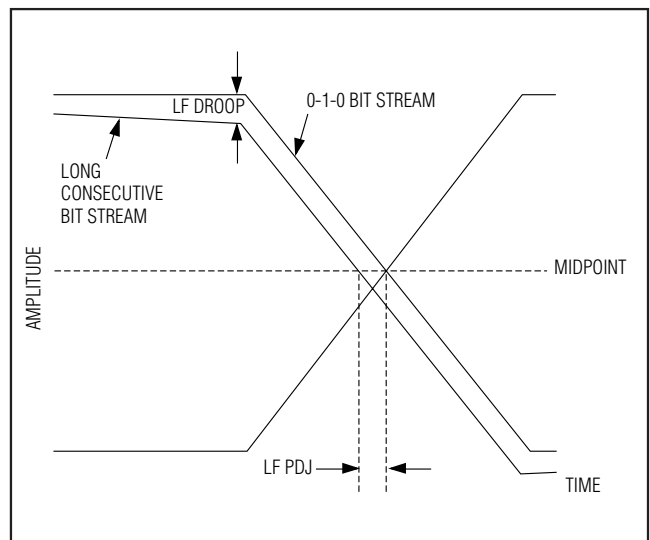 LF DROOP
0-1-0 BIT STREAM
LONG
CONSECUTIVE
BIT STREAM
AMPLITUDE
MIDPOINT
LF PDJ
TIME